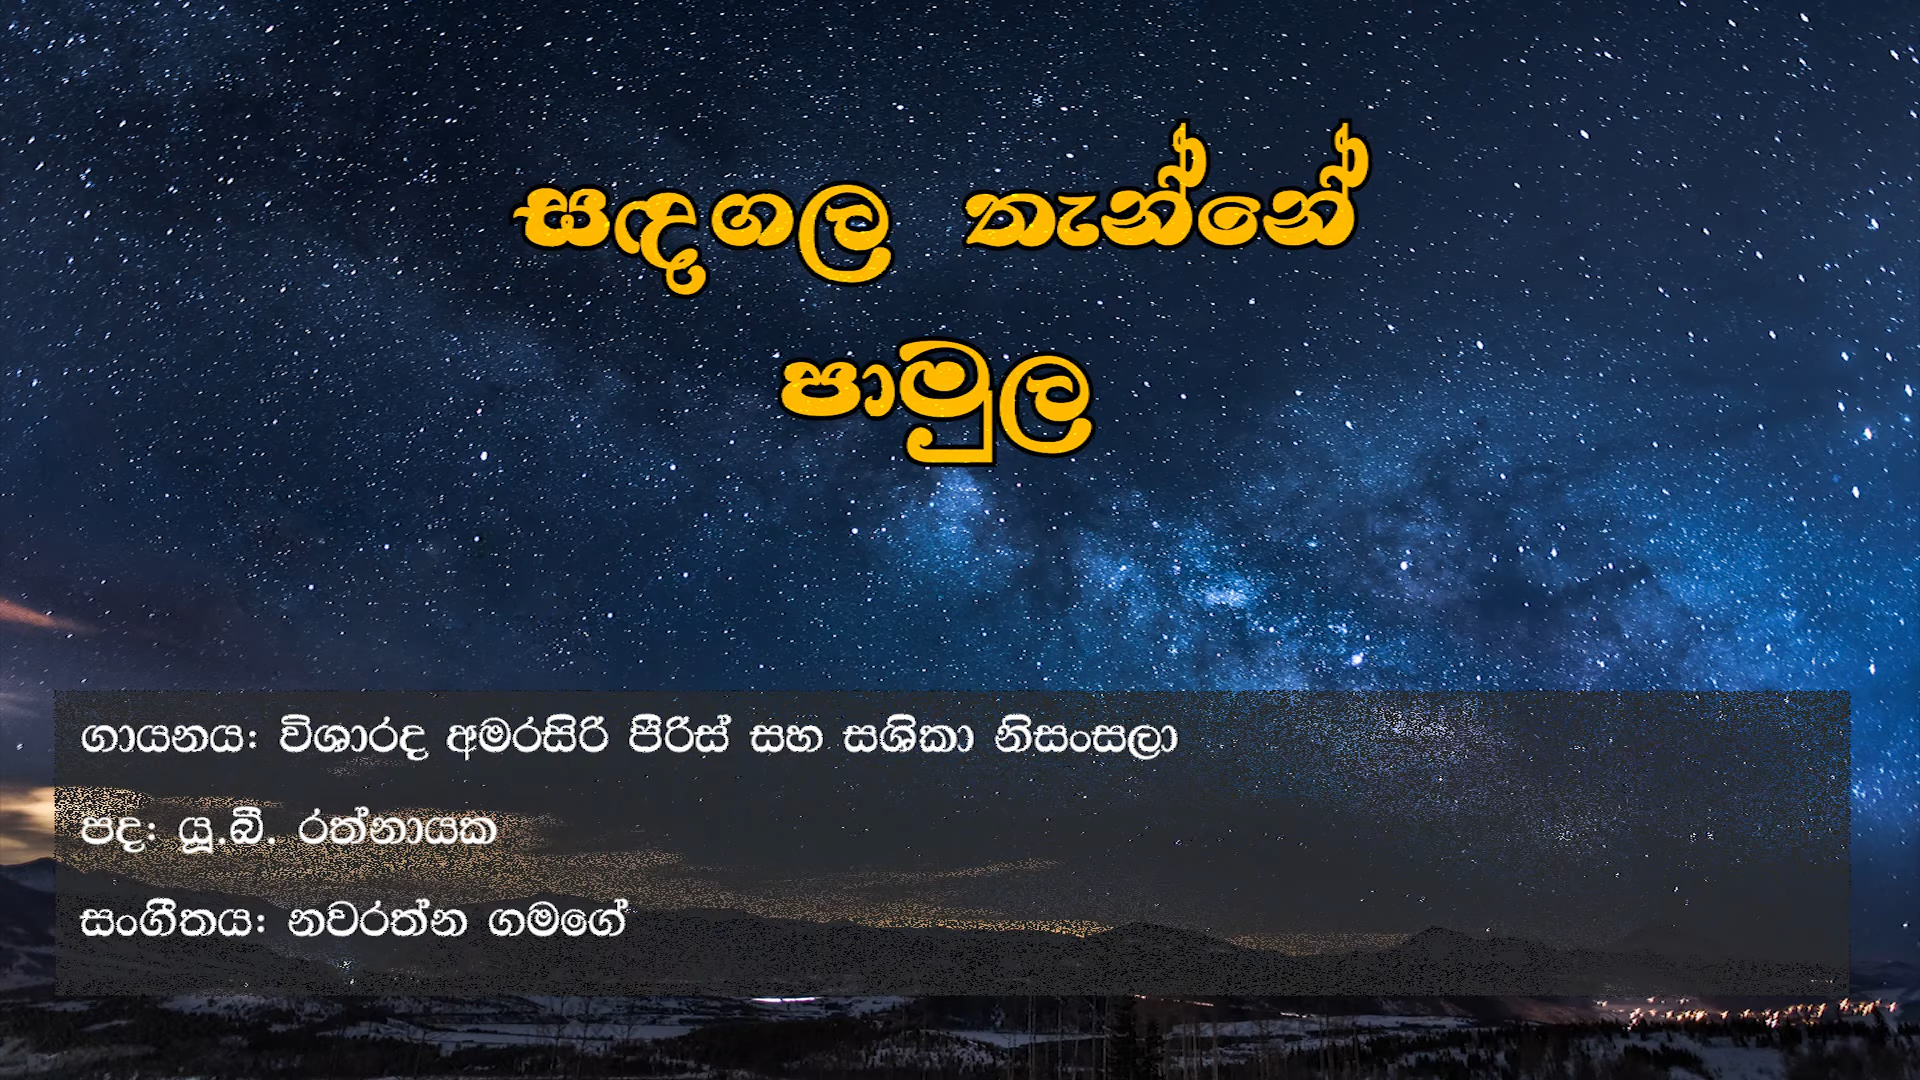 සඳගල තැන්නේ
පාමුල
ගායනය: විශාරද අමරසිරි පීරිස් සහ සශිකා නිසංසලා
පද: යූ.බී. රත්නායක
සංගීතය: නවරත්න ගමගේ